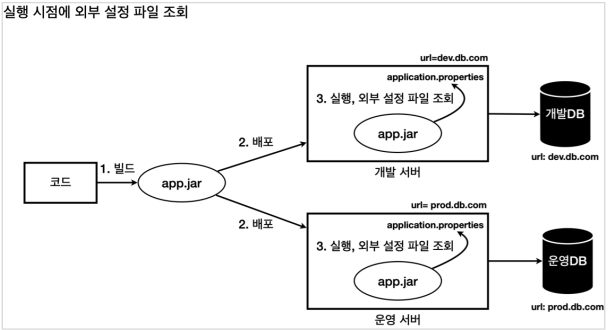 실행 시점에 외부 설정 파일 조회
url=dev.db.com
application.properties
3. 실행, 외부 설정 파일 조회
app.jar
개발 서버
개발DB
url: dev.db.com
2. 배포
1. 빌드
코드
app.jar
2. 배포
url= prod.db.com
application.properties
3. 실행, 외부 설정 파일 조회
app.jar
운영 서버
운영DB
url: prod.db.com